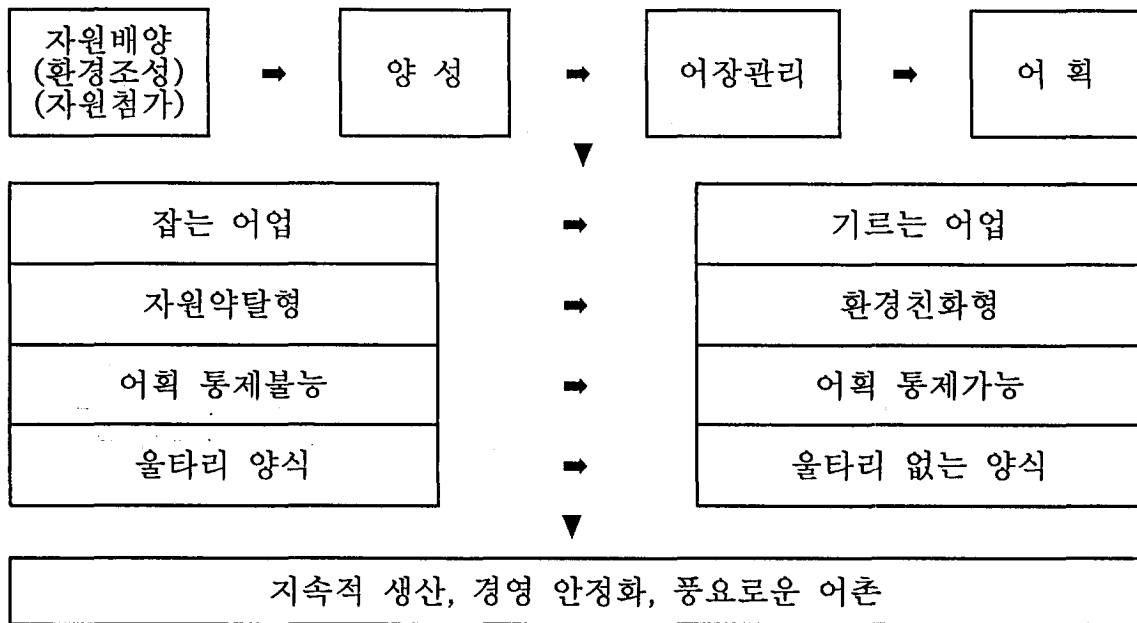 자원배양
(환경조성)
(자원첨가)
➡
양 성
➡
어장관리
➡
어 획
▼
잡는 어업 ➡ 기르는 어업
자원약탈형 ➡ 환경친화형
어획 통제불능 ➡ 어획 통제가능
울타리 양식 ➡ 울타리 없는 양식
▼
지속적 생산, 경영 안정화, 풍요로운 어촌